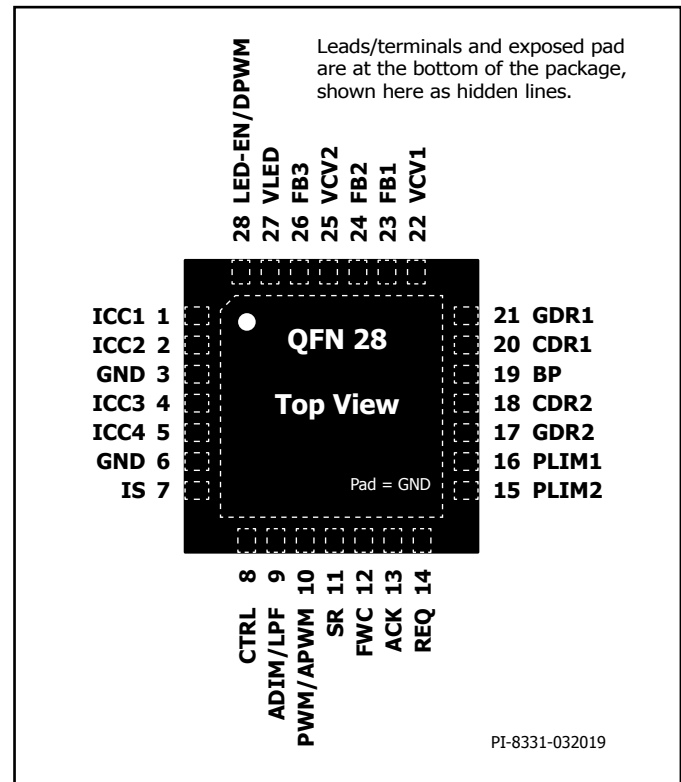 Leads/terminals and exposed pad
are at the bottom of the package,
shown here as hidden lines.
28 LED-EN/DPWM
27 VLED
26 FB3
25 VCV2
24 FB2
23 FB1
22 VCV1
ICC1 1
ICC2 2
GND 3
ICC3 4
ICC4 5
GND 6
IS 7
QFN 28
Top View
Pad = GND
21 GDR1
20 CDR1
19 BP
18 CDR2
17 GDR2
16 PLIM1
15 PLIM2
CTRL 8
ADIM/LPF 9
PWM/APWM 10
SR 11
FWC 12
ACK 13
REQ 14
PI-8331-032019